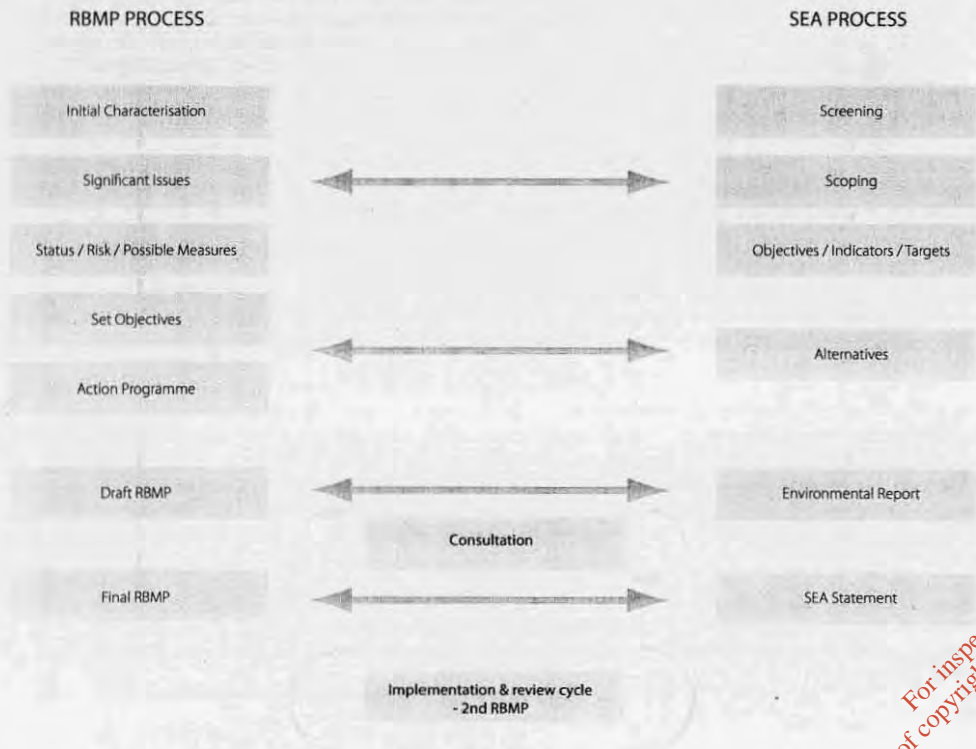 RBMP PROCESS
SEA PROCESS
Initial Characterisation
Screening
Significant Issues
Scoping
Status / Risk / Possible Measures
Objectives / Indicators / Targets
Set Objectives
Alternatives
Action Programme
Draft RBMP
Environmental Report
Consultation
Final RBMP
SEA Statement
Implementation & review cycle
- 2nd RBMP
For
of